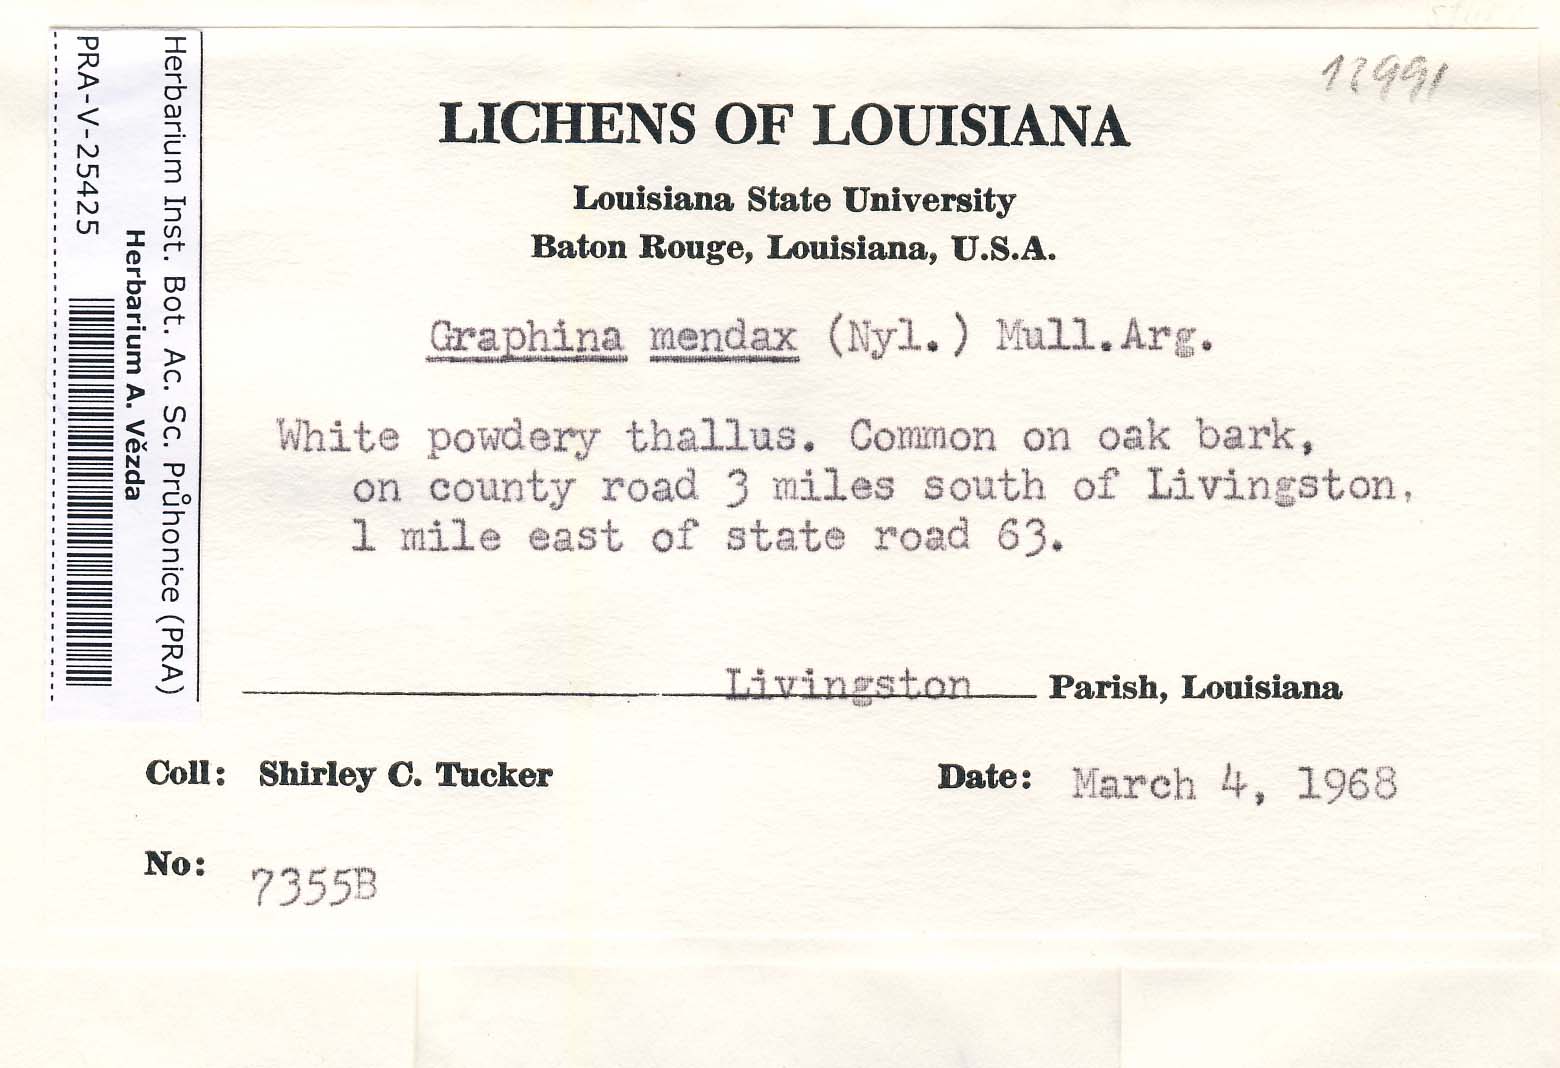 12991
LICHENS OF LOUISIANA
Louisiana State University
Baton Rouge, Louisiana, U.S.A.
Graphina mendax (Nyl.) Mull.Arg.
White powdery thallus. Common on oak bark,
on county road 3 miles south of Livingston,
1 mile east of state road 63.
Livingston Parish, Louisiana
Coll: Shirley C. Tucker
Date: March 4, 1968
No: 7355B
Herbarium Inst. Bot. Ac. Sc. Průhonice (PRA)
Herbarium A. Vězda
PRA-V-25425